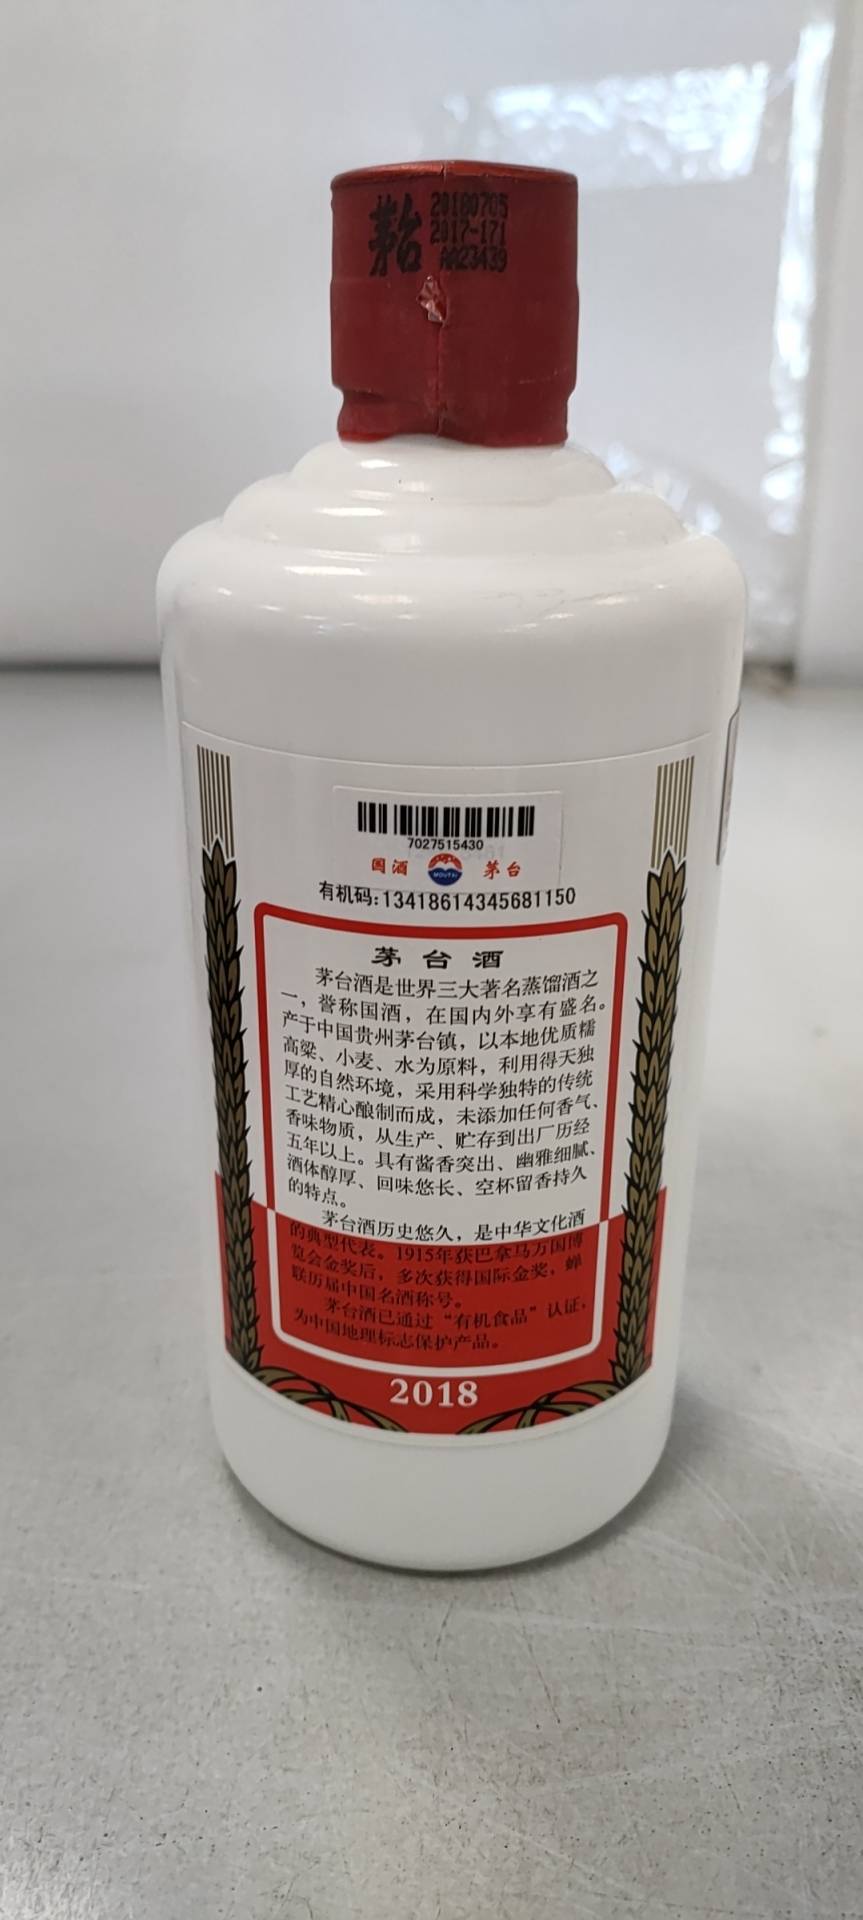 茅台
20180705
2017-171
AA23439
7027515430
国酒 MOUTAI 茅台
有机码:13418614345681150
茅台酒
茅台酒是世界三大著名蒸馏酒之
一，誉称国酒，在国内外享有盛名。
产于中国贵州茅台镇，以本地优质糯
高粱、小麦、水为原料，利用得天独
厚的自然环境，采用科学独特的传统
工艺精心酿制而成，未添加任何香气、
香味物质，从生产、贮存到出厂历经
五年以上。具有酱香突出、幽雅细腻、
酒体醇厚、回味悠长、空杯留香持久
的特点。
茅台酒历史悠久，是中华文化酒
的典型代表。1915年获巴拿马万国博
览会金奖后，多次获得国际金奖，蝉
联历届中国名酒称号。
茅台酒已通过“有机食品”认证，
为中国地理标志保护产品。
2018